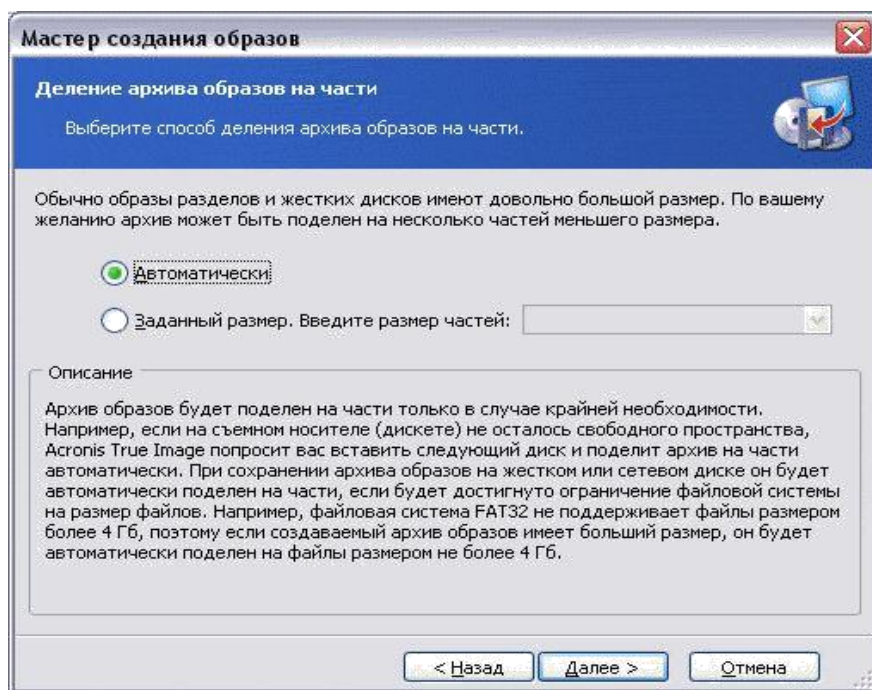 Мастер создания образов
Деление архива образов на части
Выберите способ деления архива образов на части.
Обычно образы разделов и жестких дисков имеют довольно большой размер. По вашему
желанию архив может быть поделен на несколько частей меньшего размера.
Автоматически
Заданный размер. Введите размер частей:
Описание
Архив образов будет поделен на части только в случае крайней необходимости.
Например, если на съемном носителе (дискете) не осталось свободного пространства,
Acronis True Image попросит вас вставить следующий диск и поделит архив на части
автоматически. При сохранении архива образов на жестком или сетевом диске он будет
автоматически поделен на части, если будет достигнуто ограничение файловой системы
на размер файлов. Например, файловая система FAT32 не поддерживает файлы размером
более 4 Гб, поэтому если создаваемый архив образов имеет больший размер, он будет
автоматически поделен на файлы размером не более 4 Гб.
< Назад
Далее >
Отмена